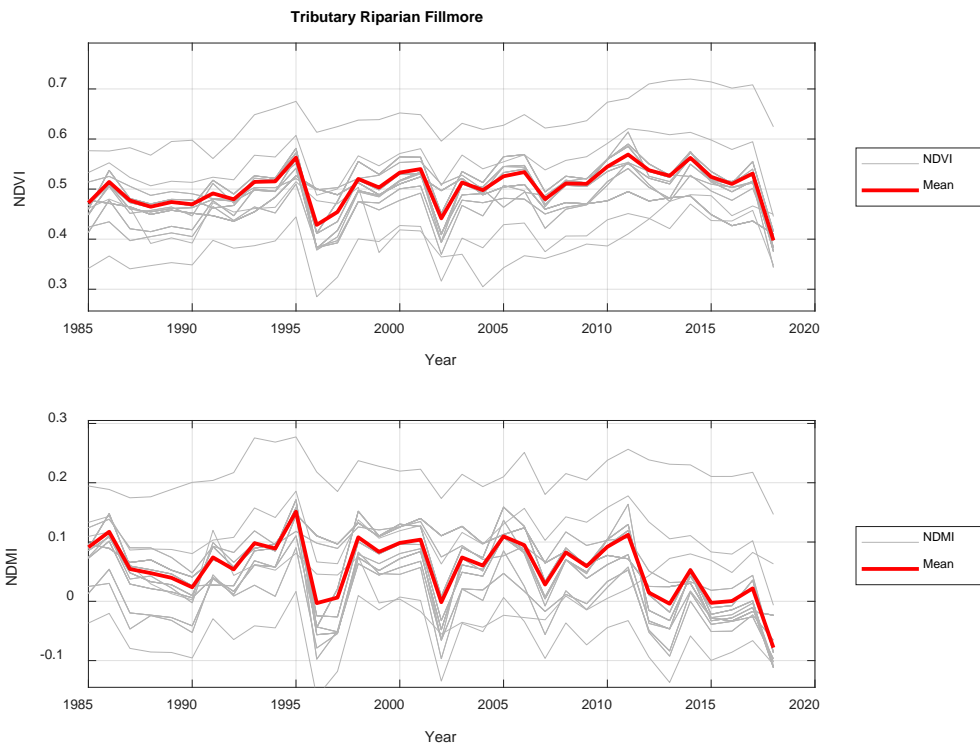 Tributary Riparian Fillmore
0.7
0.6
0.5
0.4
0.3
NDVI
1985 1990 1995 2000 2005 2010 2015 2020
Year
NDVI
Mean
0.3
0.2
0.1
0
-0.1
NDMI
1985 1990 1995 2000 2005 2010 2015 2020
Year
NDMI
Mean